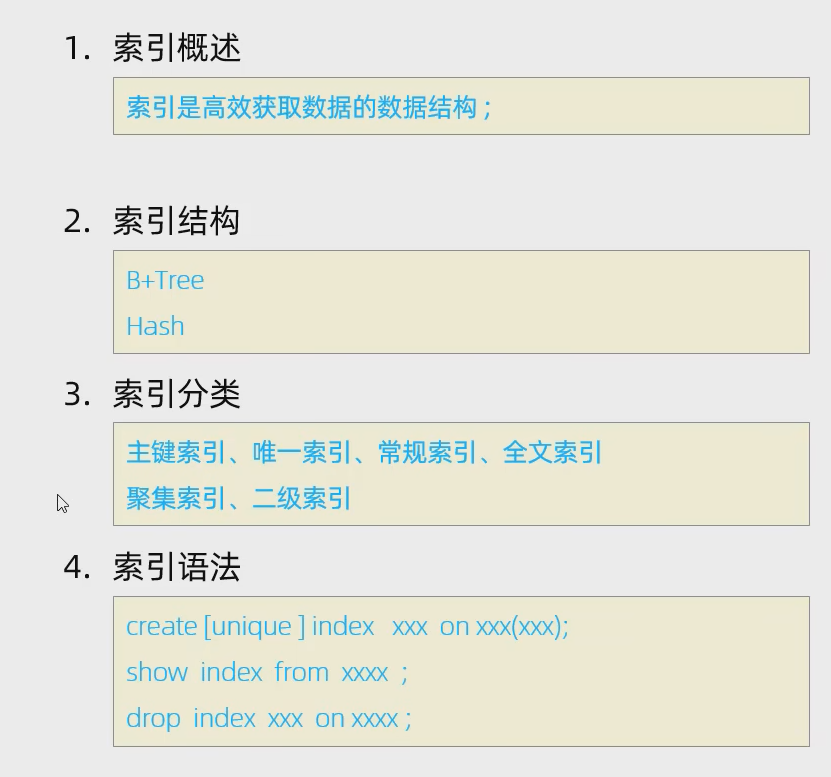 1. 索引概述
索引是高效获取数据的数据结构 ;
2. 索引结构
B+Tree
Hash
3. 索引分类
主键索引、唯一索引、常规索引、全文索引
聚集索引、二级索引
4. 索引语法
create [unique ] index xxx on xxx(xxx);
show index from xxxx ;
drop index xxx on xxxx ;